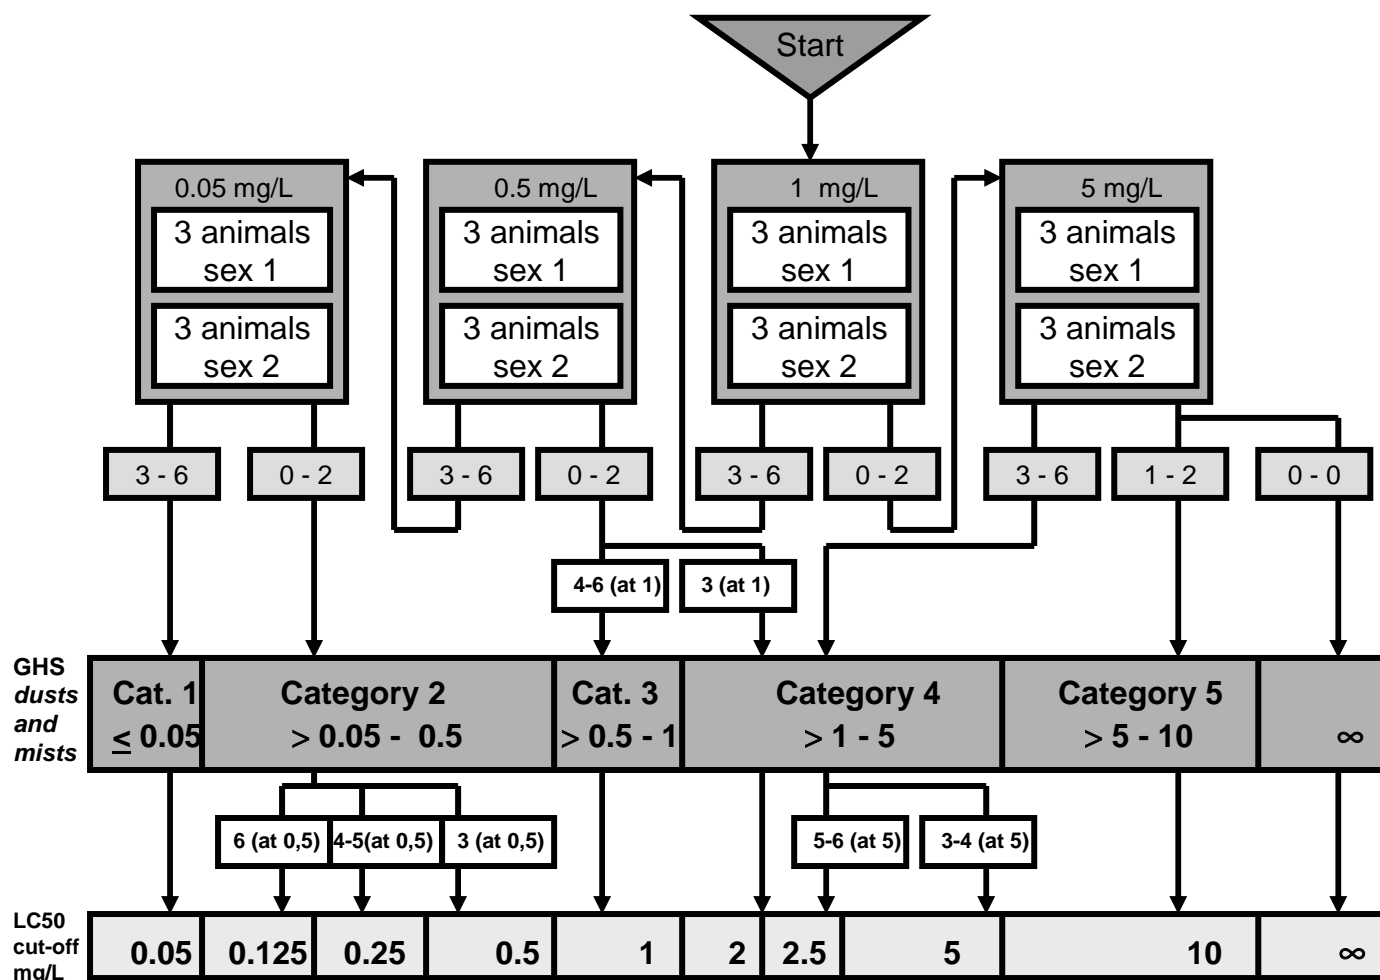 Start
0.05 mg/L
3 animals
sex 1
3 animals
sex 2
0.5 mg/L
3 animals
sex 1
3 animals
sex 2
1 mg/L
3 animals
sex 1
3 animals
sex 2
5 mg/L
3 animals
sex 1
3 animals
sex 2
3 - 6
0 - 2
3 - 6
0 - 2
3 - 6
0 - 2
3 - 6
1 - 2
0 - 0
4-6 (at 1)
3 (at 1)
GHS
dusts
and
mists
Cat. 1
≤ 0.05
Category 2
> 0.05 - 0.5
Cat. 3
> 0.5 - 1
Category 4
> 1 - 5
Category 5
> 5 - 10
∞
6 (at 0,5)
4-5(at 0,5)
3 (at 0,5)
5-6 (at 5)
3-4 (at 5)
LC50
cut-off
mg/L
0.05
0.125
0.25
0.5
1
2
2.5
5
10
∞